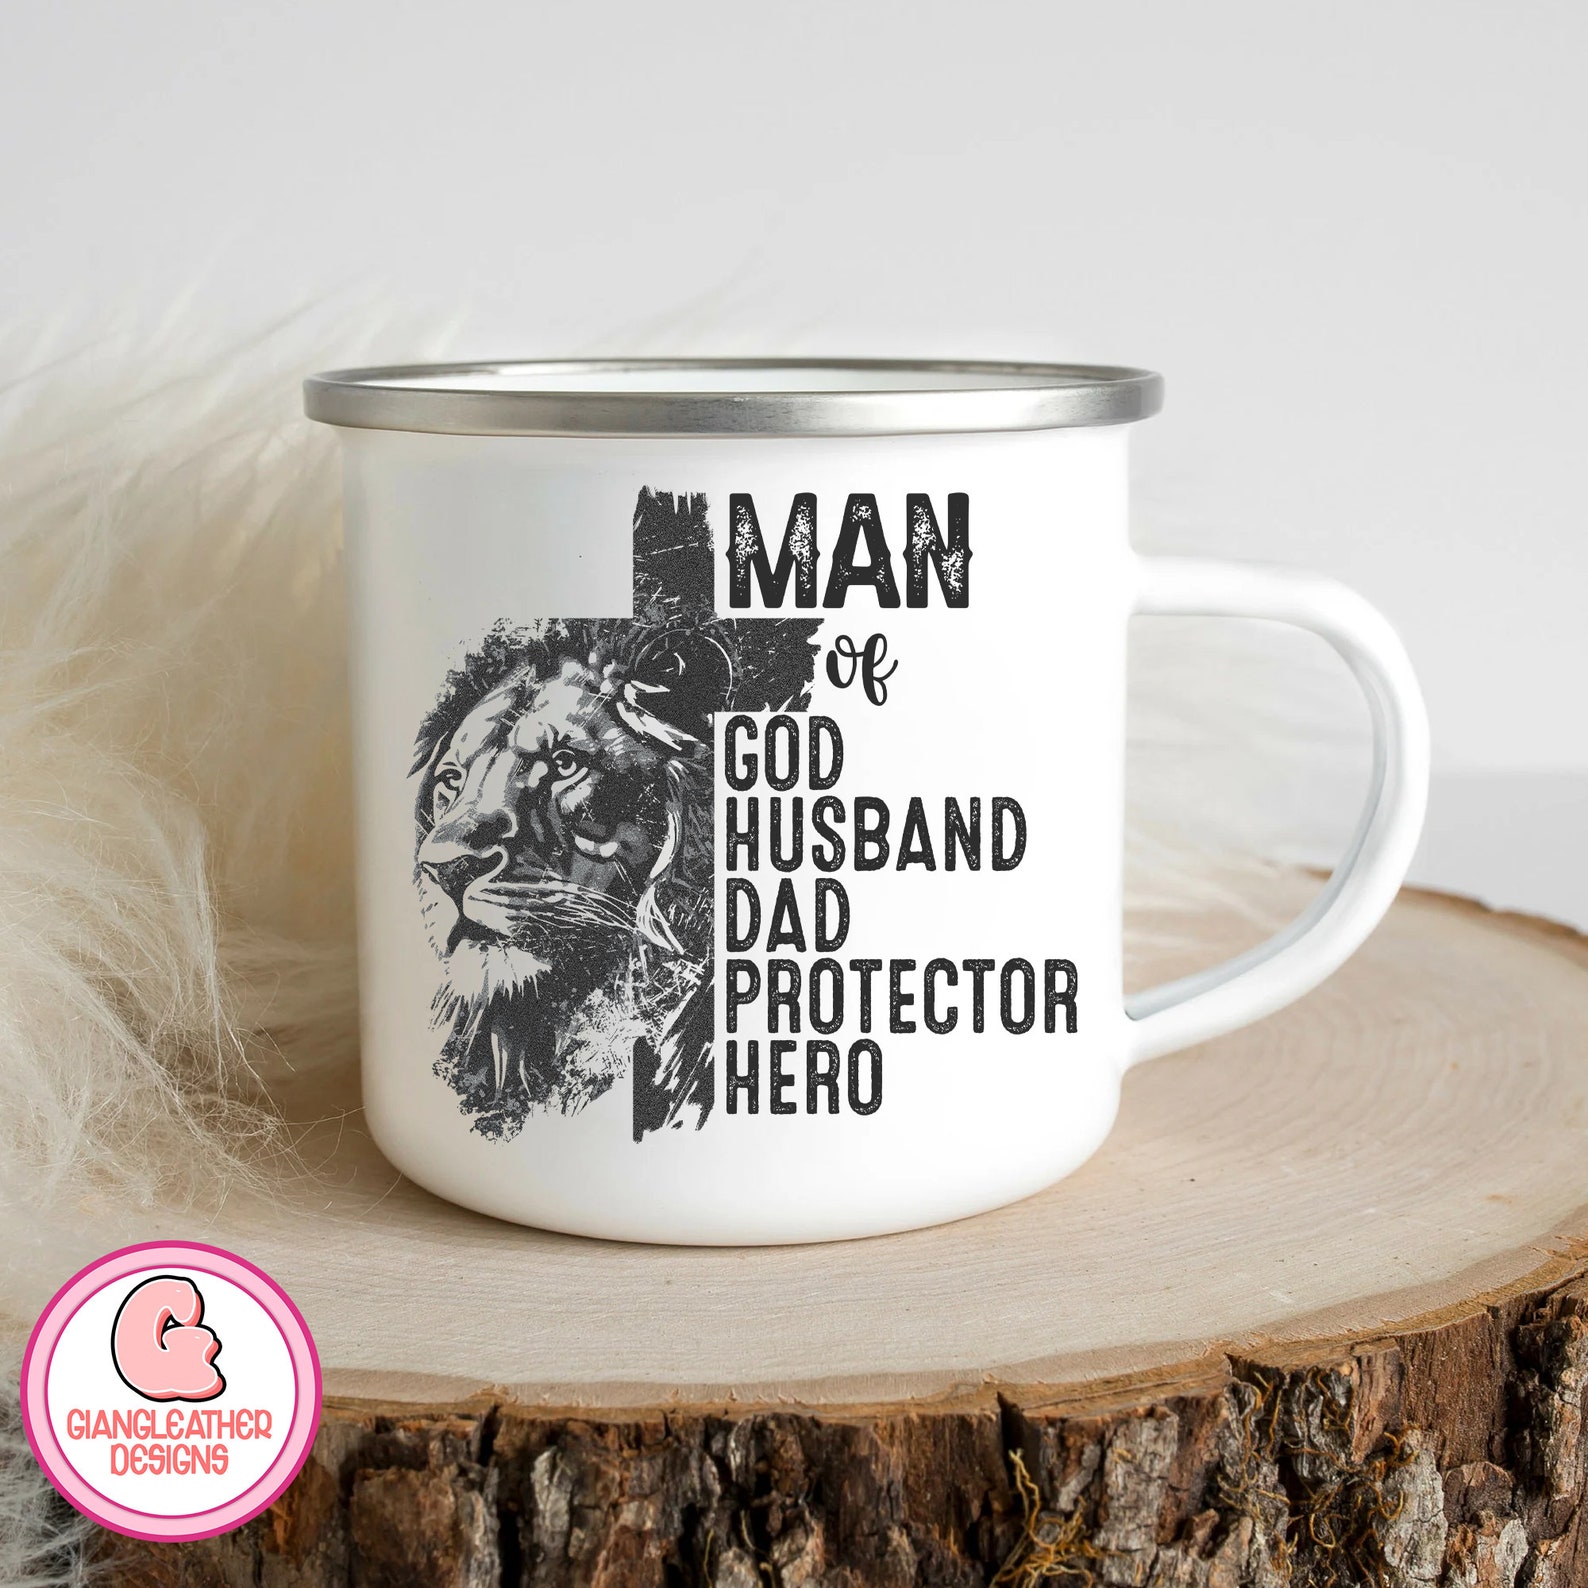 MAN
of
GOD
HUSBAND
DAD
PROTECTOR
HERO
GIANGLEATHER
DESIGNS